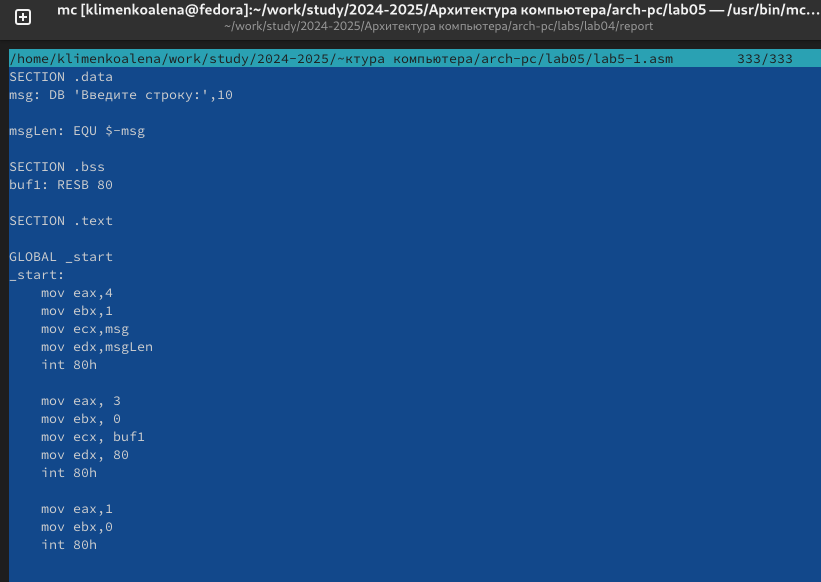 mc [klimenkoalena@fedora]:~/work/study/2024-2025/Архитектура компьютера/arch-pc/lab05 — /usr/bin/mc...
~/work/study/2024-2025/Архитектура компьютера/arch-pc/labs/lab04/report
/home/klimenkoalena/work/study/2024-2025/~ктура компьютера/arch-pc/lab05/lab5-1.asm 333/333
SECTION .data
msg: DB 'Введите строку:',10
msgLen: EQU $-msg
SECTION .bss
buf1: RESB 80
SECTION .text
GLOBAL _start
_start:
mov eax,4
mov ebx,1
mov ecx,msg
mov edx,msgLen
int 80h
mov eax, 3
mov ebx, 0
mov ecx, buf1
mov edx, 80
int 80h
mov eax,1
mov ebx,0
int 80h